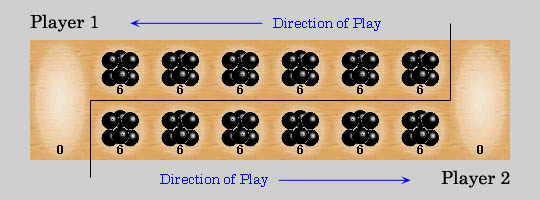 Player 1
Direction of Play
6 6 6 6 6 6
0 6 6 6 6 6 6 0
Direction of Play
Player 2